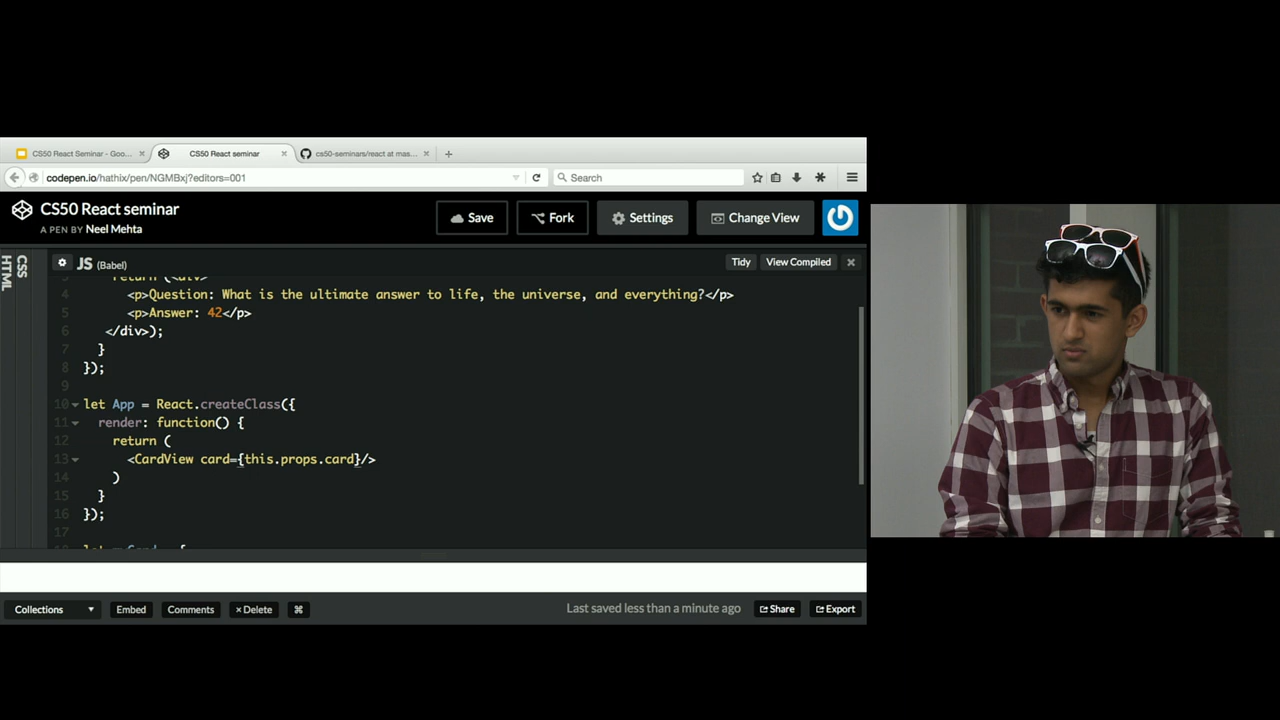 CS50 React Seminar - Goo...
CS50 React seminar
cs50-seminars/react at mas...
codepen.io/hathix/pen/NGMBxj?editors=001
Search
CS50 React seminar
A PEN BY Neel Mehta
Save
Fork
Settings
Change View
HTML
CSS
JS (Babel)
Tidy
View Compiled
3 return (<div>
4 <p>Question: What is the ultimate answer to life, the universe, and everything?</p>
5 <p>Answer: 42</p>
6 </div>);
7 }
8 });
9
10 let App = React.createClass({
11 render: function() {
12 return (
13 <CardView card={this.props.card}/>
14 )
15 }
16 });
17
Collections
Embed
Comments
× Delete
⌘
Last saved less than a minute ago
Share
Export